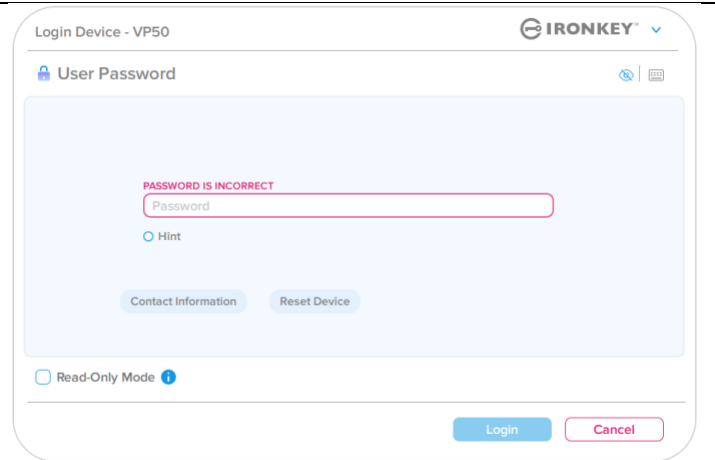 Login Device - VP50
IRONKEY™
User Password
PASSWORD IS INCORRECT
Password
Hint
Contact Information
Reset Device
Read-Only Mode
Login
Cancel